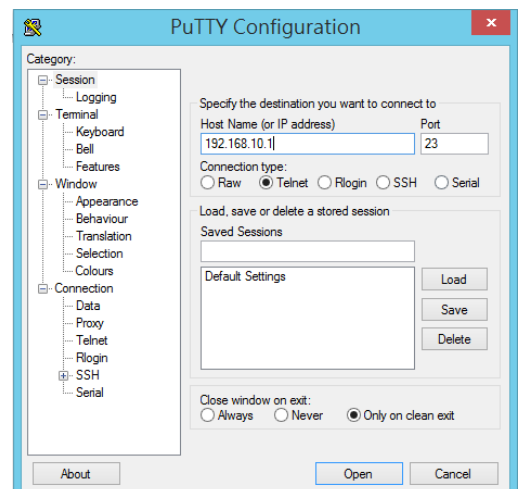 PuTTY Configuration
Category:
Session
Logging
Terminal
Keyboard
Bell
Features
Window
Appearance
Behaviour
Translation
Selection
Colours
Connection
Data
Proxy
Telnet
Rlogin
SSH
Serial
Specify the destination you want to connect to
Host Name (or IP address) Port
192.168.10.1 23
Connection type:
Raw Telnet Rlogin SSH Serial
Load, save or delete a stored session
Saved Sessions
Default Settings
Load
Save
Delete
Close window on exit:
Always Never Only on clean exit
About Open Cancel